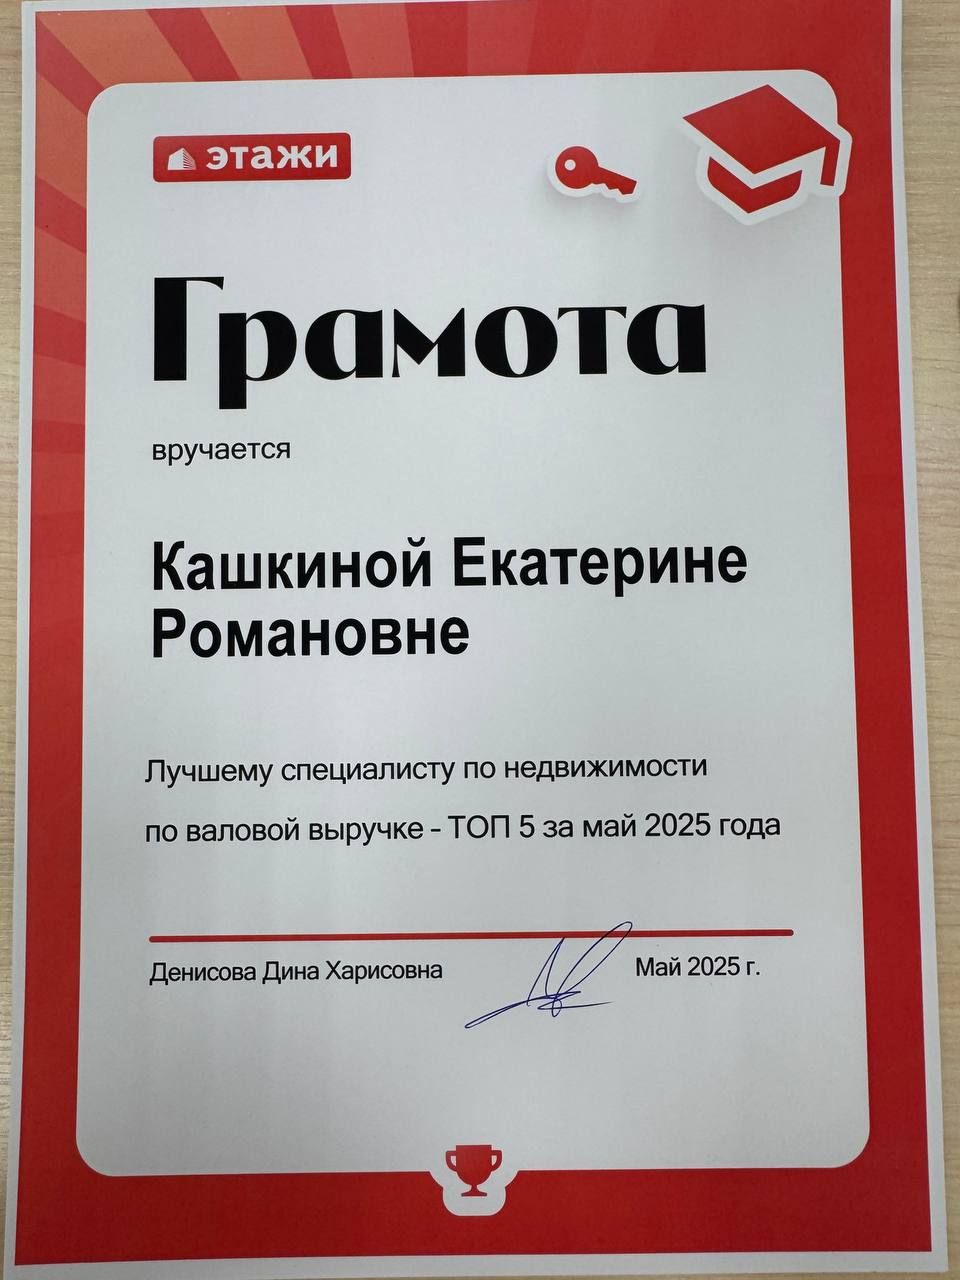 этажи
Грамота
вручается
Кашкиной Екатерине
Романовне
Лучшему специалисту по недвижимости
по валовой выручке - ТОП 5 за май 2025 года
Денисова Дина Харисовна
Май 2025 г.